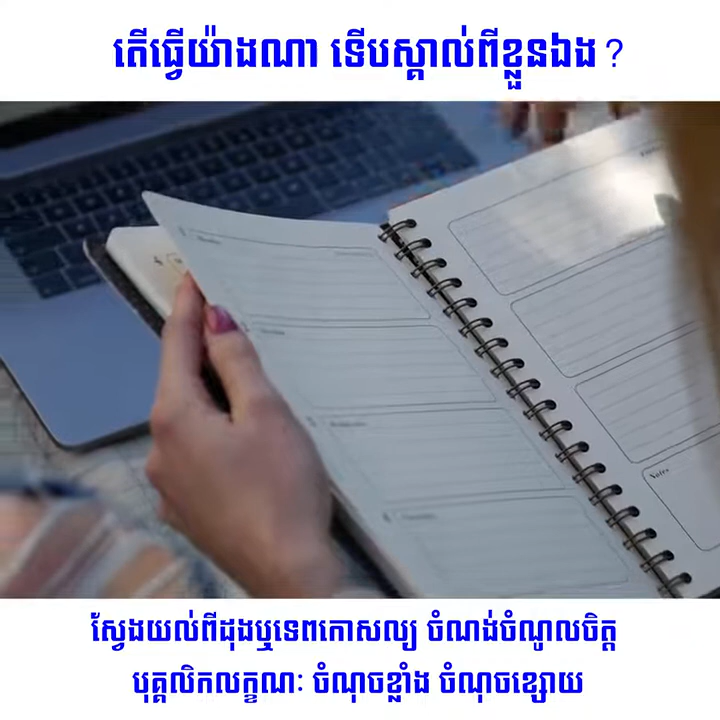 តើធ្វើយ៉ាងណា ទើបស្គាល់ពីខ្លួនឯង?
Notes
ស្វែងយល់ពីដុងឬទេពកោសល្យ ចំណង់ចំណូលចិត្ត
បុគ្គលិកលក្ខណៈ ចំណុចខ្លាំង ចំណុចខ្សោយ